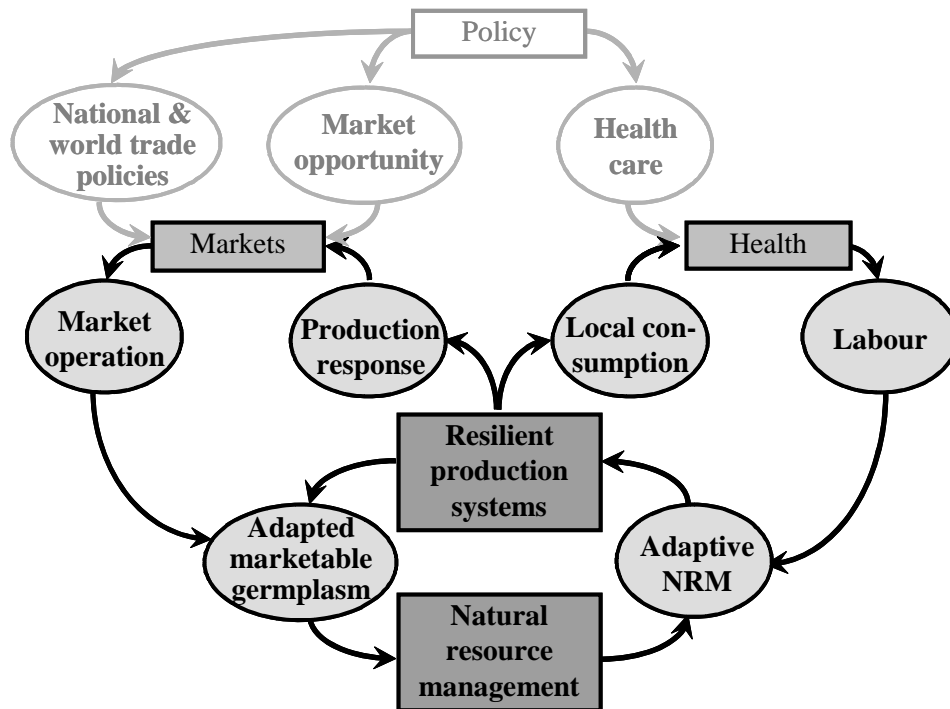 Policy
National &
world trade
policies
Market
opportunity
Health
care
Markets
Health
Market
operation
Production
response
Local con-
sumption
Labour
Resilient
production
systems
Adapted
marketable
germplasm
Adaptive
NRM
Natural
resource
management